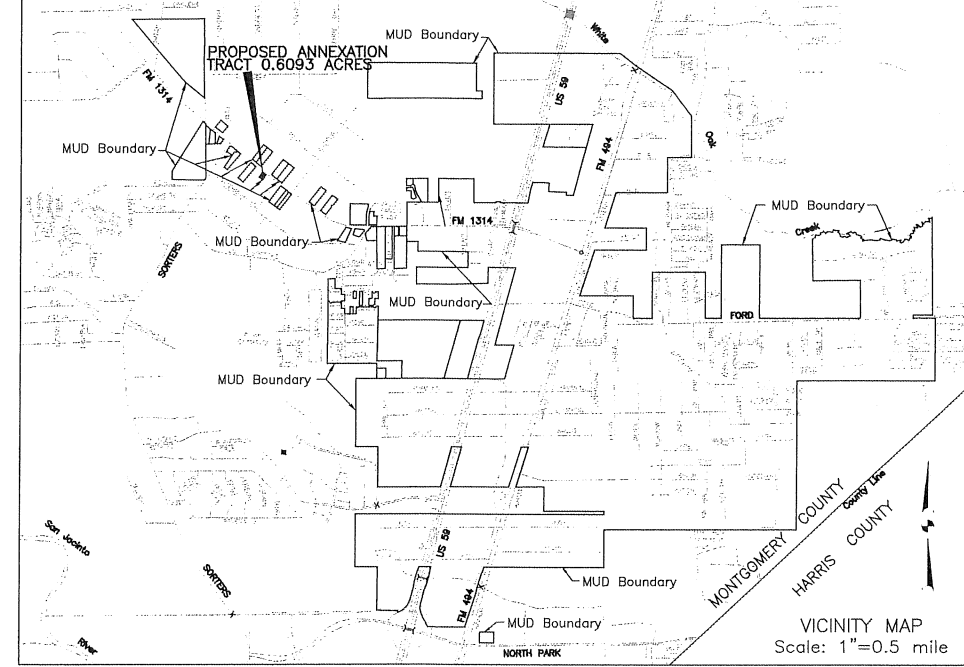 White
MUD Boundary
PROPOSED ANNEXATION
TRACT 0.6093 ACRES
FM 1314
US 59
Oak
MUD Boundary
FM 494
MUD Boundary
FM 1314
Creek
MUD Boundary
SORTERS
MUD Boundary
FORD
MUD Boundary
County Line
MONTGOMERY COUNTY
HARRIS COUNTY
San Jacinto
US 59
SORTERS
MUD Boundary
FM 494
MUD Boundary
River
NORTH PARK
VICINITY MAP
Scale: 1"=0.5 mile